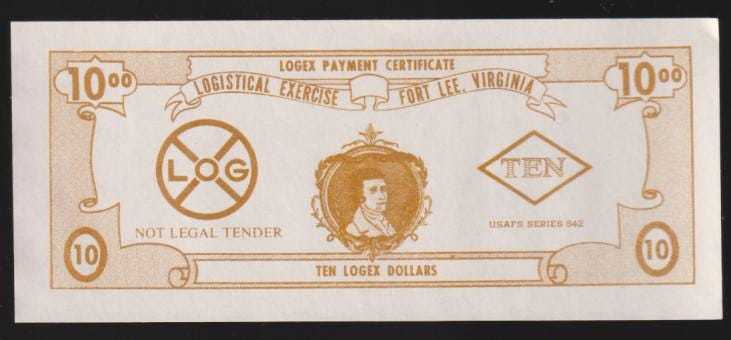 LOGEX PAYMENT CERTIFICATE
10 00
10 00
LOGISTICAL EXERCISE FORT LEE, VIRGINIA
LOG
TEN
NOT LEGAL TENDER
USAFS SERIES 642
10
10
TEN LOGEX DOLLARS